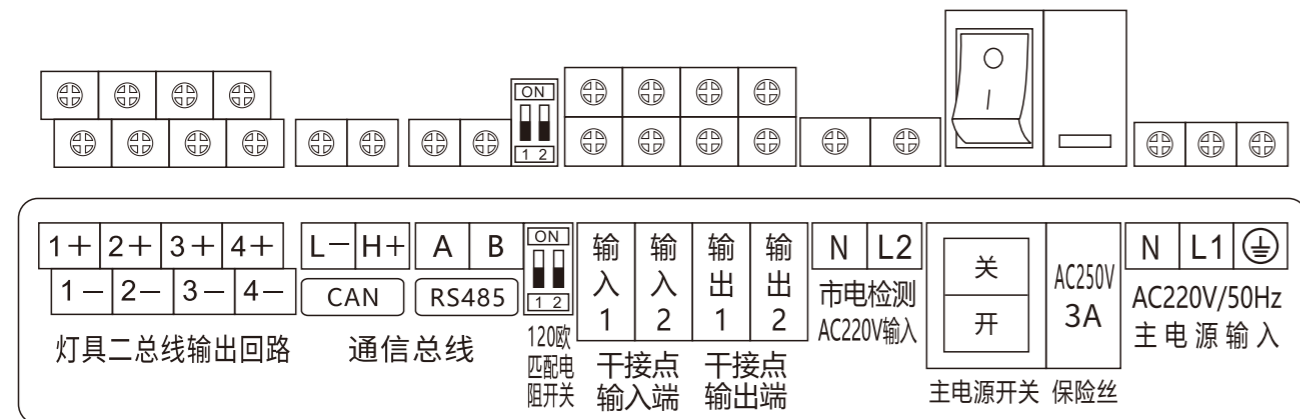 ON
1 2
1+ 2+ 3+ 4+
1- 2- 3- 4-
灯具二总线输出回路
L- H+
CAN
A B
RS485
通信总线
ON
1 2
120欧
匹配电
阻开关
输入1
输入2
干接点
输入端
输出1
输出2
干接点
输出端
N L2
市电检测
AC220V输入
关
开
主电源开关
AC250V
3A
保险丝
N L1
AC220V/50Hz
主电源输入